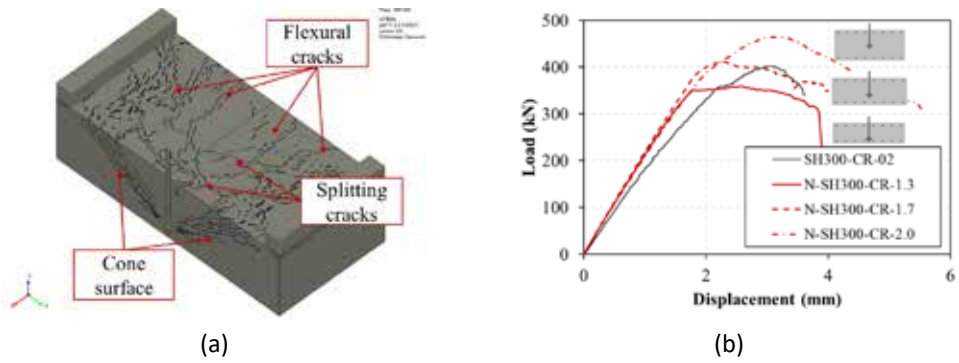 Flexural
cracks
Splitting
cracks
Cone
surface
(a)
500
400
300
200
100
0
Load (kN)
SH300-CR-02
N-SH300-CR-1.3
N-SH300-CR-1.7
N-SH300-CR-2.0
0 2 4 6
Displacement (mm)
(b)